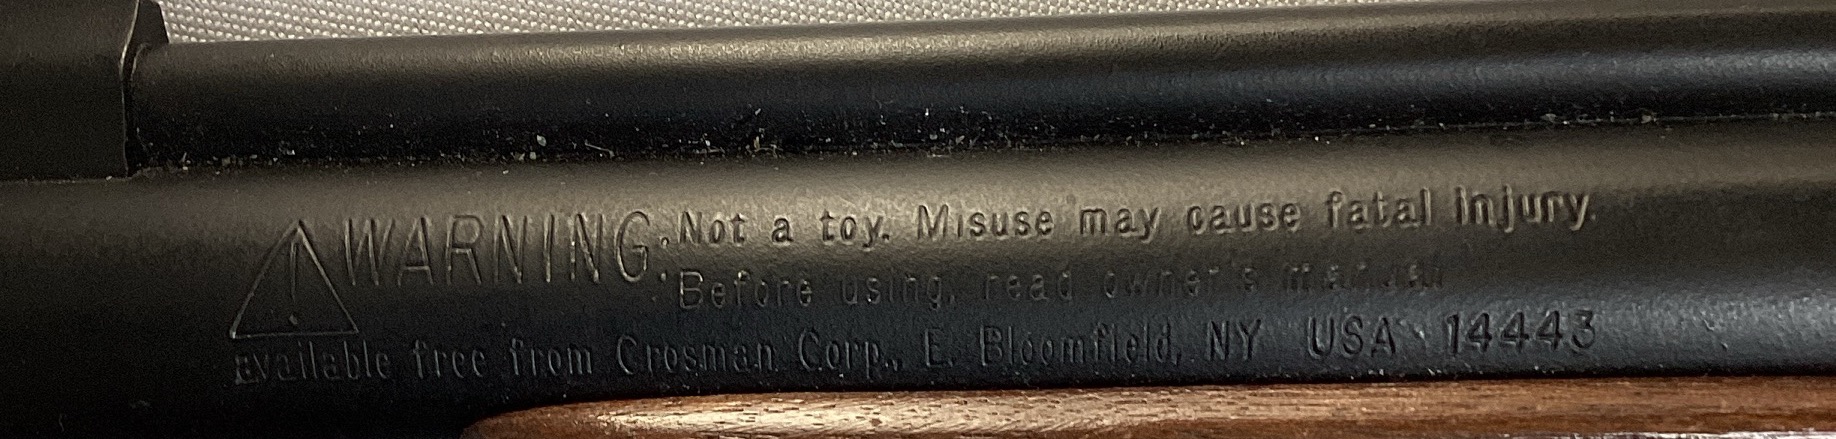 ⚠WARNING: Not a toy. Misuse may cause fatal injury.
Before using, read owner's manual
available free from Crosman Corp., E. Bloomfield, NY USA 14443